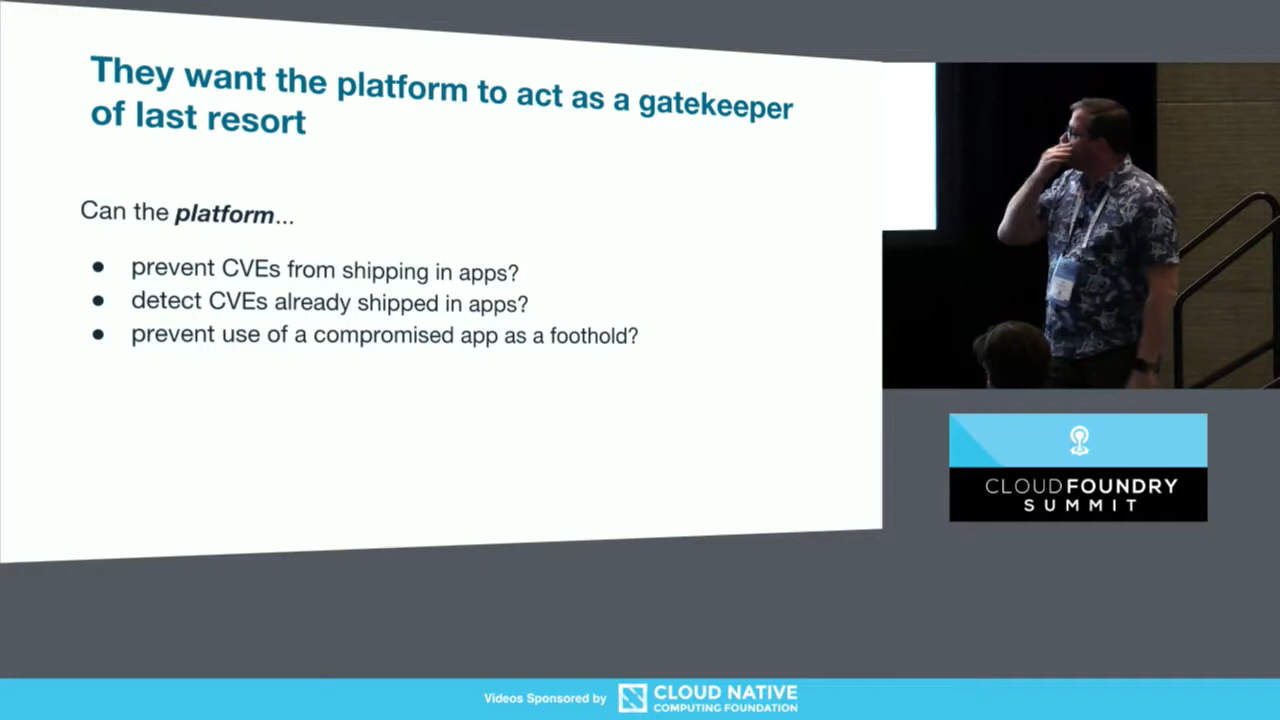 They want the platform to act as a gatekeeper
of last resort
Can the platform...
● prevent CVEs from shipping in apps?
● detect CVEs already shipped in apps?
● prevent use of a compromised app as a foothold?
CLOUD FOUNDRY
SUMMIT
Videos Sponsored by
CLOUD NATIVE
COMPUTING FOUNDATION